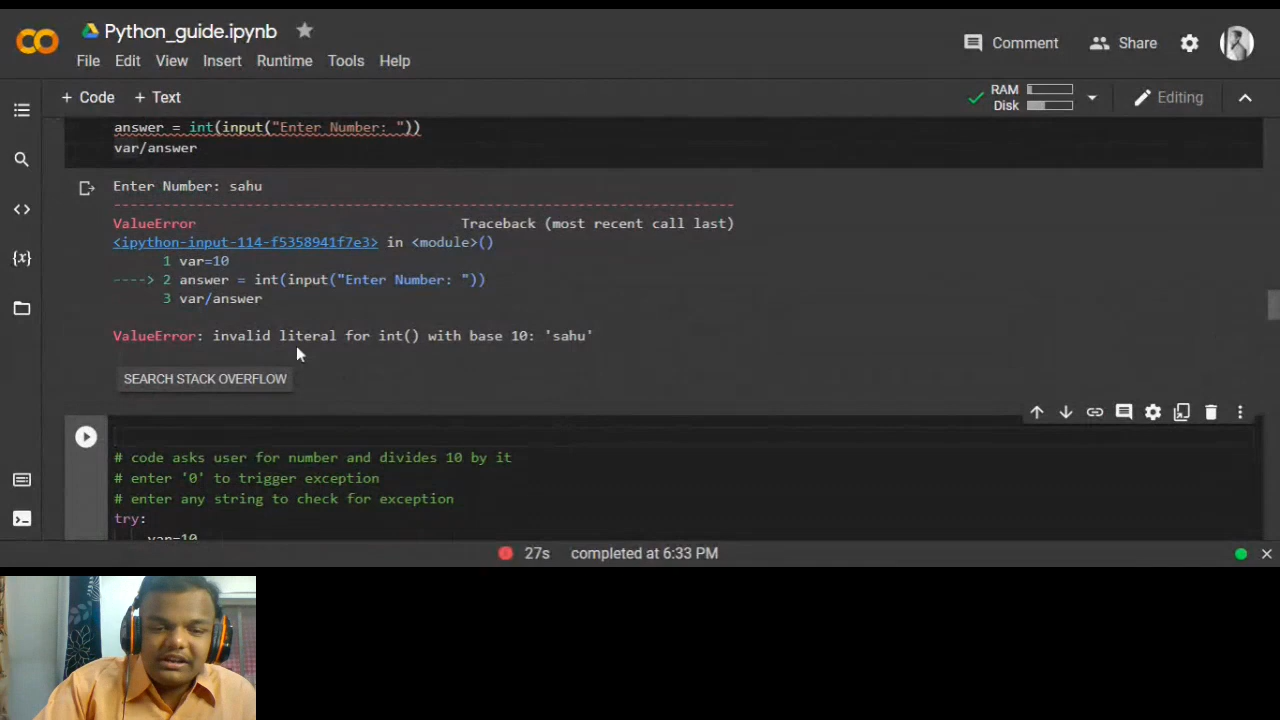 Python_guide.ipynb
File Edit View Insert Runtime Tools Help
Comment Share
+ Code + Text
RAM
Disk
Editing
answer = int(input("Enter Number: "))
var/answer
Enter Number: sahu
---------------------------------------------------------------------------
ValueError Traceback (most recent call last)
<ipython-input-114-f5358941f7e3> in <module>()
1 var=10
----> 2 answer = int(input("Enter Number: "))
3 var/answer
ValueError: invalid literal for int() with base 10: 'sahu'
SEARCH STACK OVERFLOW
# code asks user for number and divides 10 by it
# enter '0' to trigger exception
# enter any string to check for exception
try:
var=10
27s completed at 6:33 PM